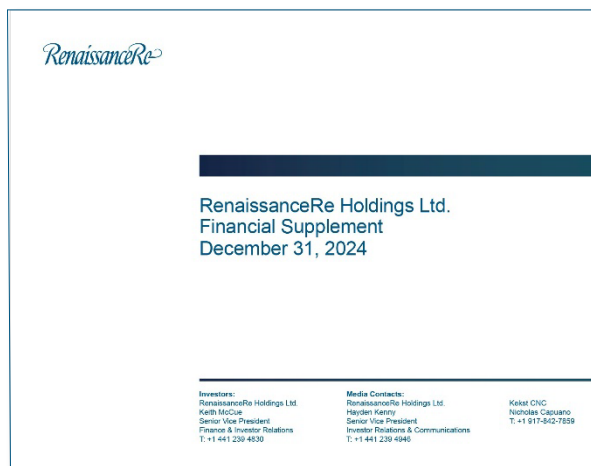 RenaissanceRe
RenaissanceRe Holdings Ltd.
Financial Supplement
December 31, 2024
Investors:
RenaissanceRe Holdings Ltd.
Keith McCue
Senior Vice President
Finance & Investor Relations
T: +1 441 239 4830
Media Contacts:
RenaissanceRe Holdings Ltd.
Hayden Kenny
Senior Vice President
Investor Relations & Communications
T: +1 441 239 4946
Kekst CNC
Nicholas Capuano
T: +1 917-842-7859